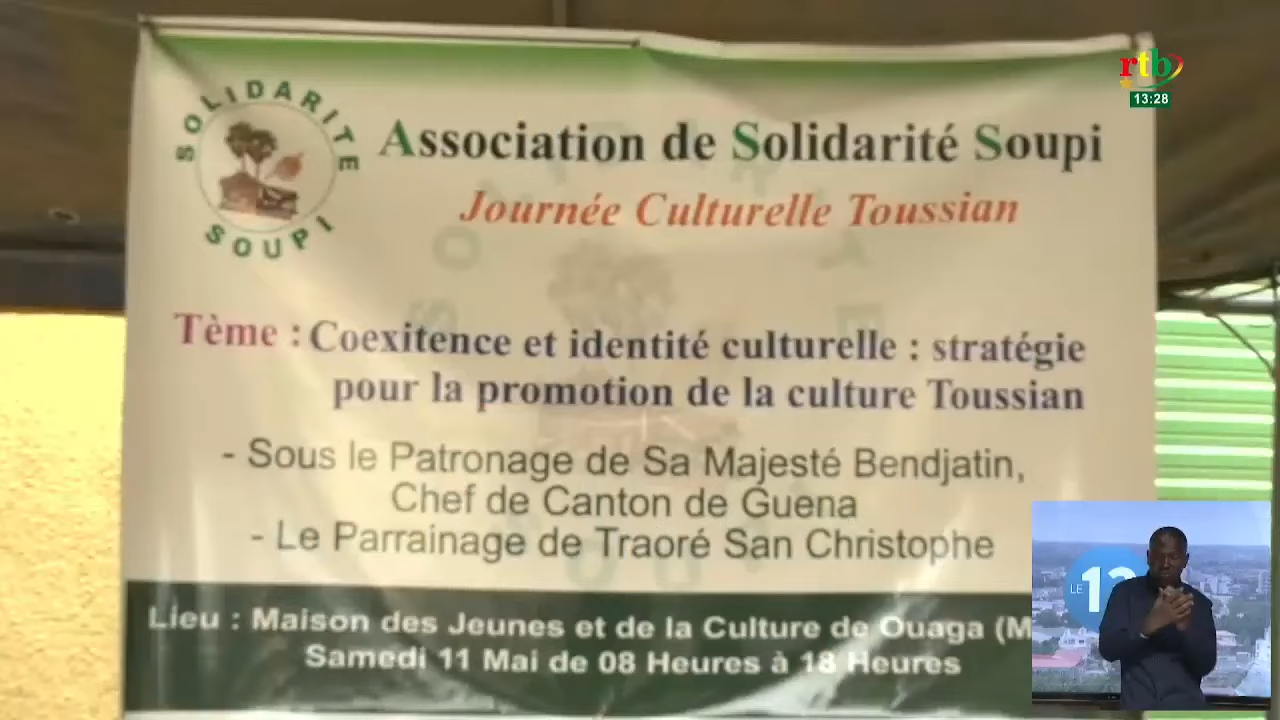 rtb
13:28
SOLIDARITE
SOUPI
Association de Solidarité Soupi
Journée Culturelle Toussian
Tème : Coexitence et identité culturelle : stratégie
pour la promotion de la culture Toussian
- Sous le Patronage de Sa Majesté Bendjatin,
Chef de Canton de Guena
- Le Parrainage de Traoré San Christophe
Lieu : Maison des Jeunes et de la Culture de Ouaga (M
Samedi 11 Mai de 08 Heures à 18 Heures
LE